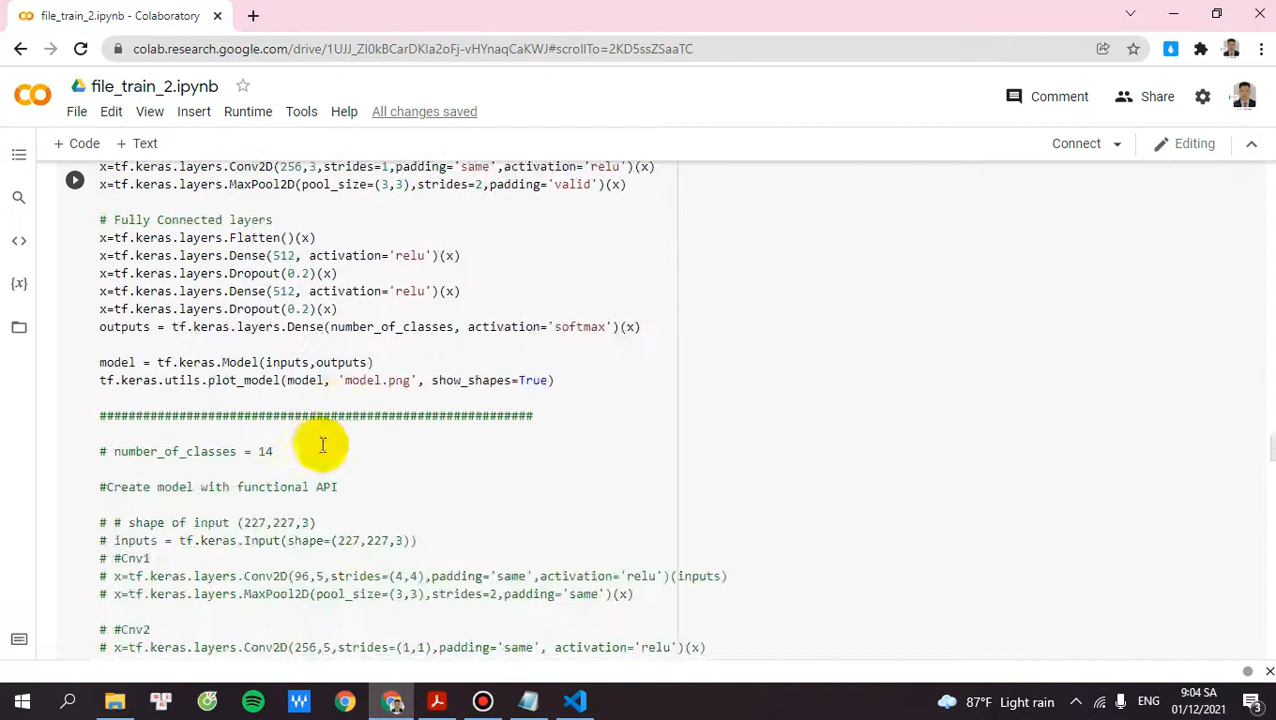 file_train_2.ipynb - Colaboratory
colab.research.google.com/drive/1UJJ_ZI0kBCarDKIa2oFj-vHYnaqCaKWJ#scrollTo=2KD5ssZSaaTC
file_train_2.ipynb
Comment
Share
File Edit View Insert Runtime Tools Help All changes saved
+ Code + Text
Connect
Editing
x=tf.keras.layers.Conv2D(256,3,strides=1,padding='same',activation='relu')(x)
x=tf.keras.layers.MaxPool2D(pool_size=(3,3),strides=2,padding='valid')(x)
# Fully Connected layers
x=tf.keras.layers.Flatten()(x)
x=tf.keras.layers.Dense(512, activation='relu')(x)
x=tf.keras.layers.Dropout(0.2)(x)
x=tf.keras.layers.Dense(512, activation='relu')(x)
x=tf.keras.layers.Dropout(0.2)(x)
outputs = tf.keras.layers.Dense(number_of_classes, activation='softmax')(x)
model = tf.keras.Model(inputs,outputs)
tf.keras.utils.plot_model(model, 'model.png', show_shapes=True)
############################################################
# number_of_classes = 14
#Create model with functional API
# # shape of input (227,227,3)
# inputs = tf.keras.Input(shape=(227,227,3))
# #Cnv1
# x=tf.keras.layers.Conv2D(96,5,strides=(4,4),padding='same',activation='relu')(inputs)
# x=tf.keras.layers.MaxPool2D(pool_size=(3,3),strides=2,padding='same')(x)
# #Cnv2
# x=tf.keras.layers.Conv2D(256,5,strides=(1,1),padding='same', activation='relu')(x)
{x}
87°F Light rain
ENG
9:04 SA
01/12/2021
3